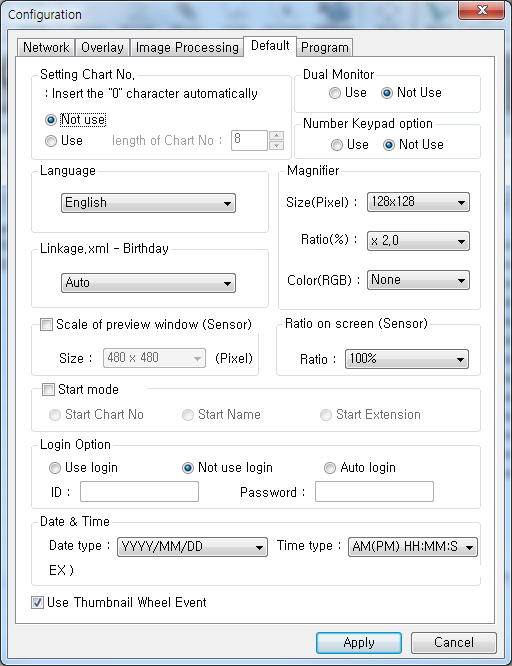 Configuration
Network Overlay Image Processing Default Program
Setting Chart No.
: Insert the "0" character automatically
Not use
Use length of Chart No : 8
Dual Monitor
Use Not Use
Number Keypad option
Use Not Use
Language
English
Magnifier
Size(Pixel) : 128x128
Ratio(%) : x 2.0
Color(RGB) : None
Linkage.xml - Birthday
Auto
Scale of preview window (Sensor)
Size : 480 x 480 (Pixel)
Ratio on screen (Sensor)
Ratio : 100%
Start mode
Start Chart No Start Name Start Extension
Login Option
Use login Not use login Auto login
ID : Password :
Date & Time
Date type : YYYY/MM/DD Time type : AM(PM) HH:MM:S
EX )
Use Thumbnail Wheel Event
Apply Cancel